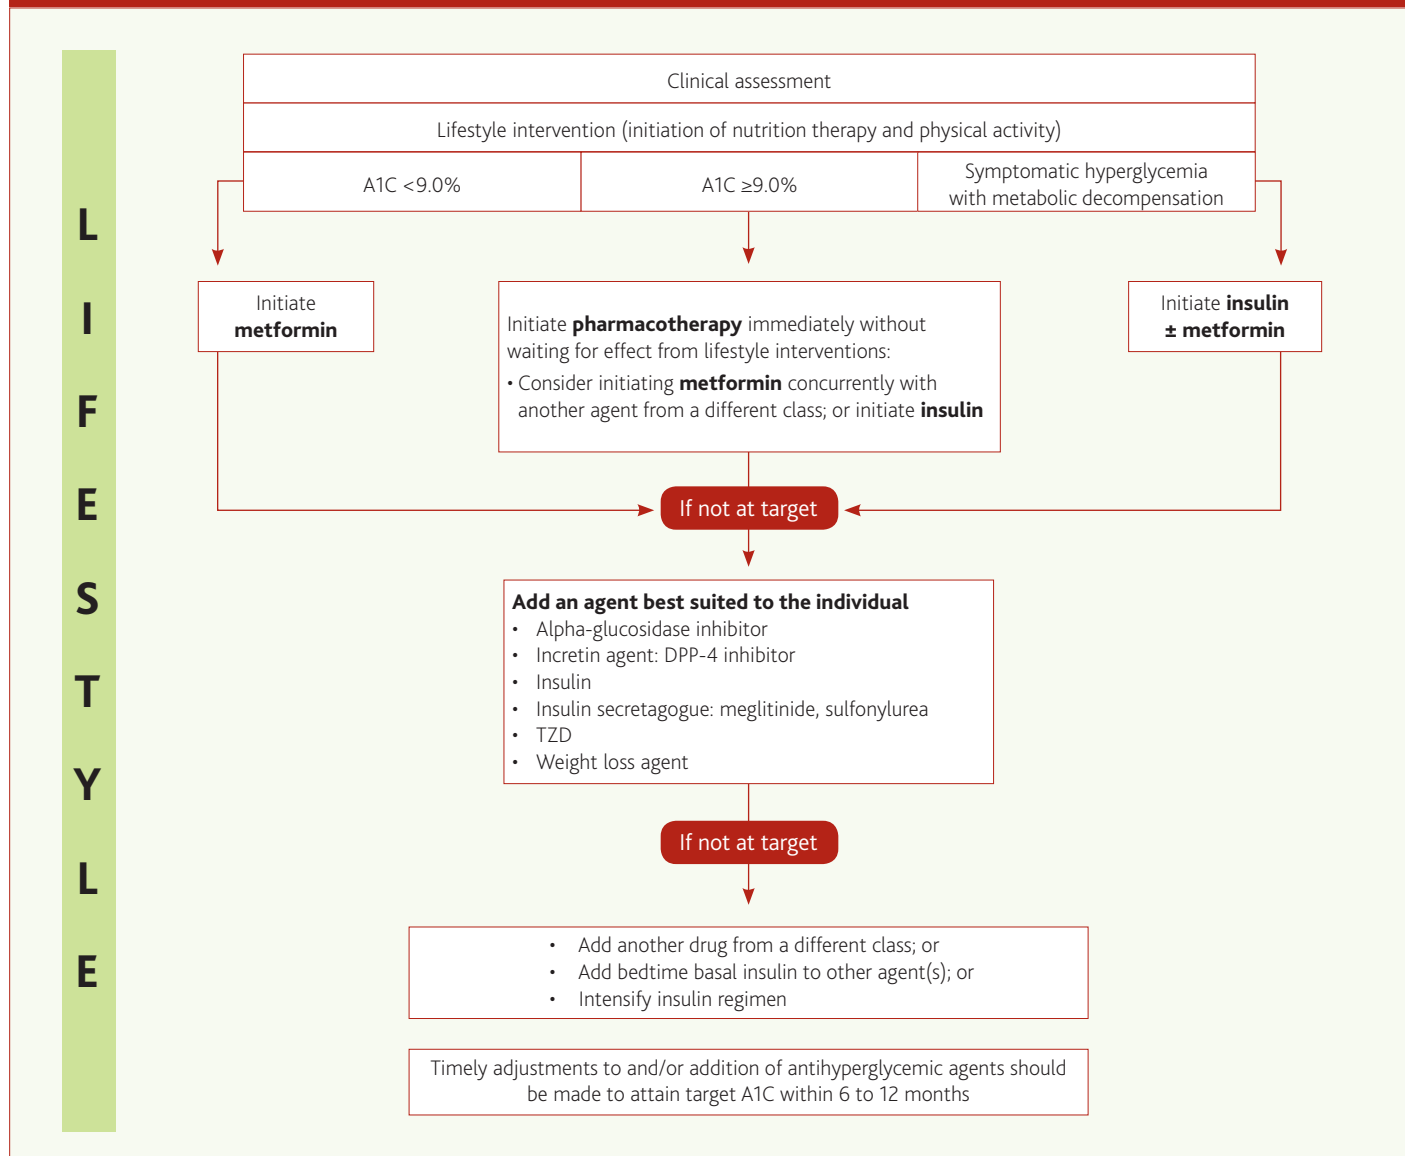 Clinical assessment
Lifestyle intervention (initiation of nutrition therapy and physical activity)
A1C <9.0%
A1C ≥9.0%
Symptomatic hyperglycemia
with metabolic decompensation
L
I
F
E
S
T
Y
L
E
Initiate
metformin
Initiate pharmacotherapy immediately without
waiting for effect from lifestyle interventions:
• Consider initiating metformin concurrently with
another agent from a different class; or initiate insulin
Initiate insulin
± metformin
If not at target
Add an agent best suited to the individual
• Alpha-glucosidase inhibitor
• Incretin agent: DPP-4 inhibitor
• Insulin
• Insulin secretagogue: meglitinide, sulfonylurea
• TZD
• Weight loss agent
If not at target
• Add another drug from a different class; or
• Add bedtime basal insulin to other agent(s); or
• Intensify insulin regimen
Timely adjustments to and/or addition of antihyperglycemic agents should
be made to attain target A1C within 6 to 12 months